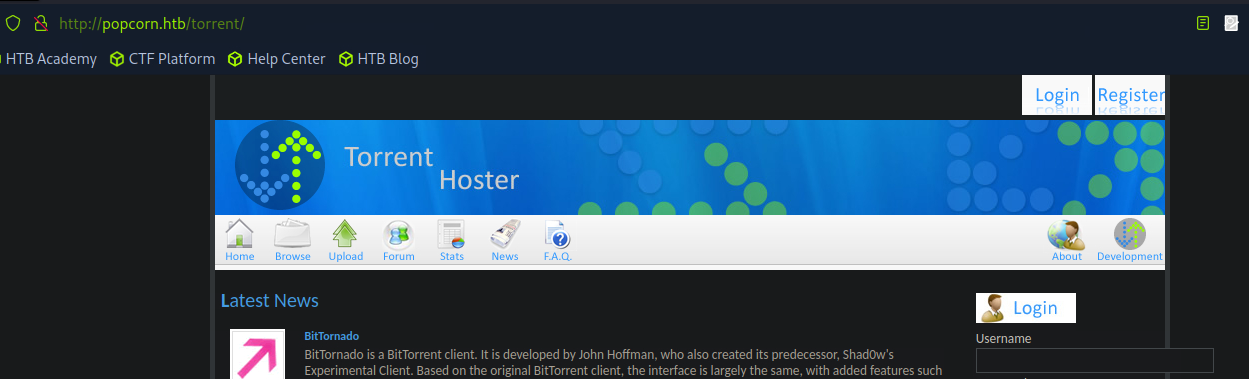 http://popcorn.htb/torrent/
HTB Academy CTF Platform Help Center HTB Blog
Login Register
Torrent
Hoster
Home Browse Upload Forum Stats News F.A.Q. About Development
Latest News
Login
BitTornado
Username
BitTornado is a BitTorrent client. It is developed by John Hoffman, who also created its predecessor, Shad0w's
Experimental Client. Based on the original BitTorrent client, the interface is largely the same, with added features such